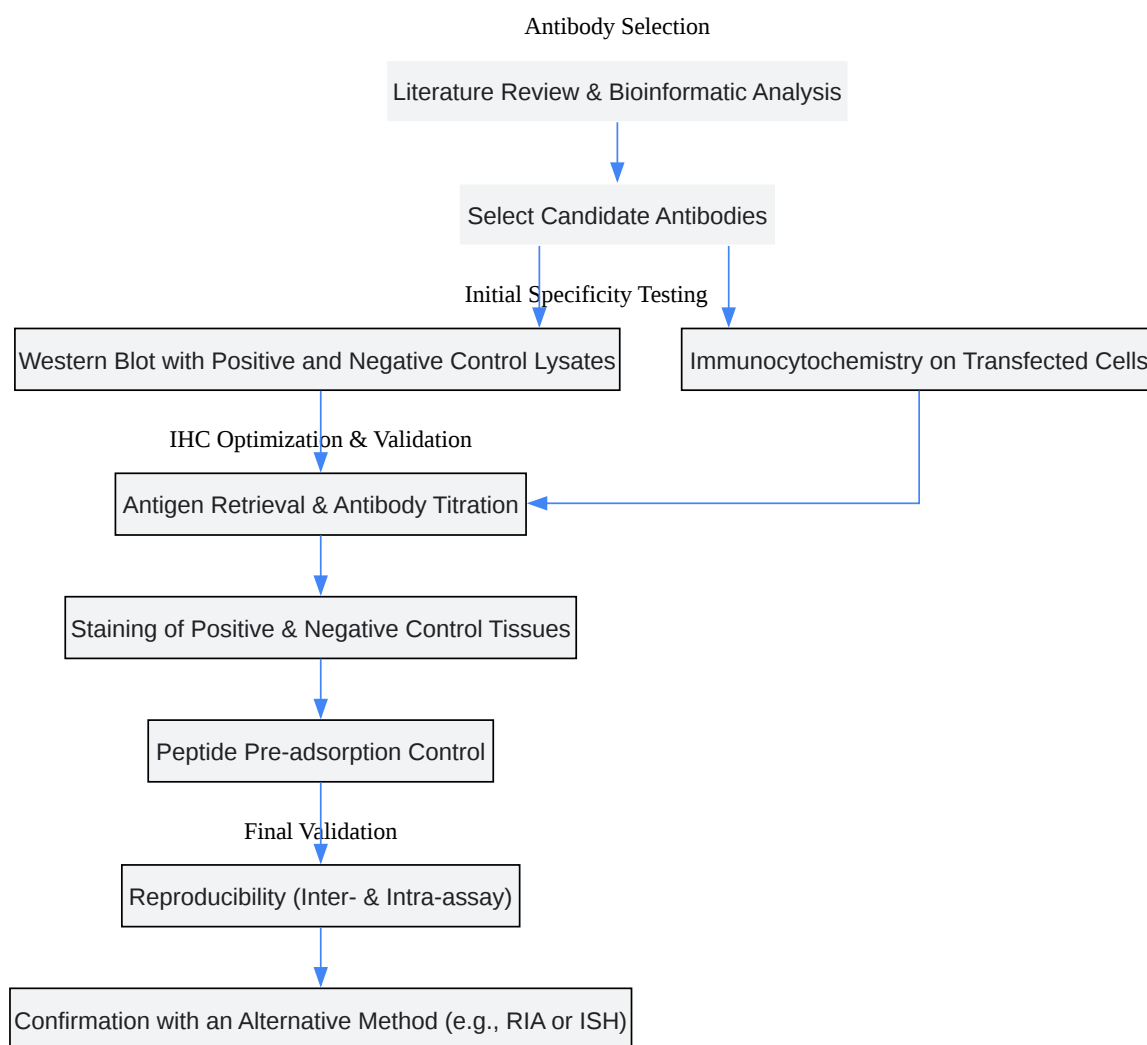 Antibody Selection
Literature Review & Bioinformatic Analysis
Select Candidate Antibodies
Initial Specificity Testing
Western Blot with Positive and Negative Control Lysates
Immunocytochemistry on Transfected Cells
IHC Optimization & Validation
Antigen Retrieval & Antibody Titration
Staining of Positive & Negative Control Tissues
Peptide Pre-adsorption Control
Final Validation
Reproducibility (Inter- & Intra-assay)
Confirmation with an Alternative Method (e.g., RIA or ISH)